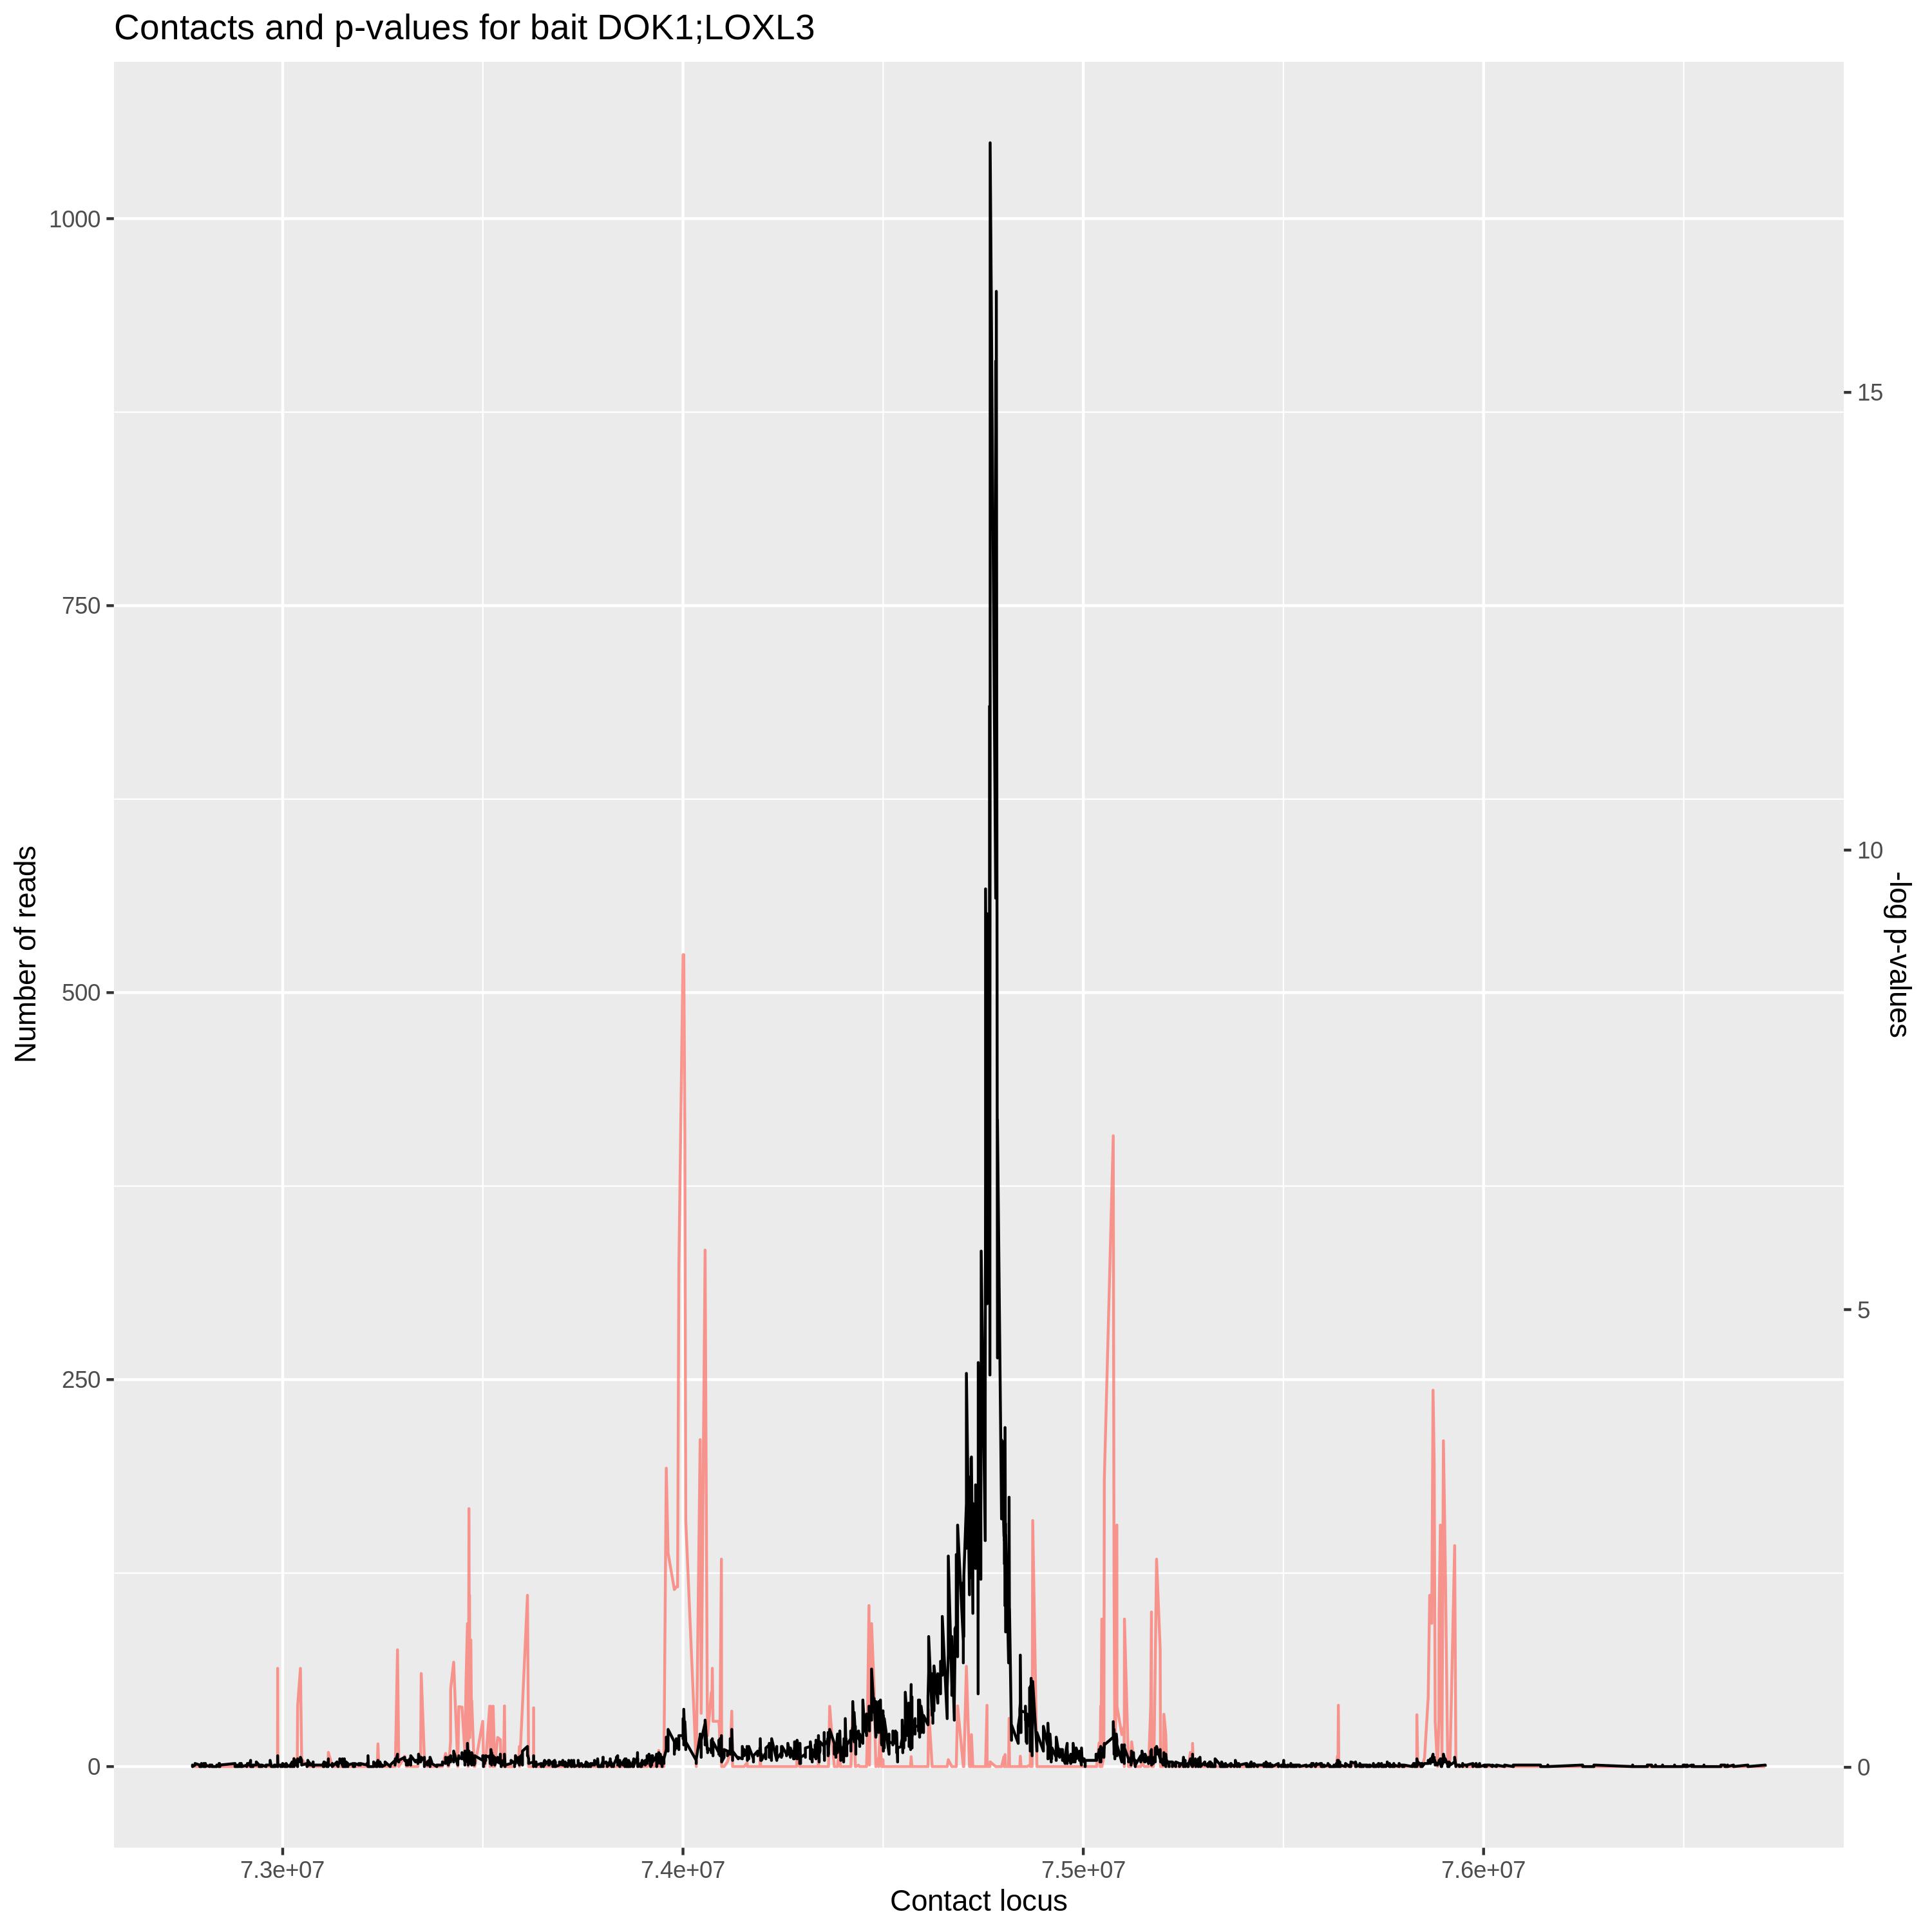 Contacts and p-values for bait DOK1;LOXL3
1000
750
500
250
0
Number of reads
15
10
5
0
-log p-values
7.3e+07
7.4e+07
7.5e+07
7.6e+07
Contact locus